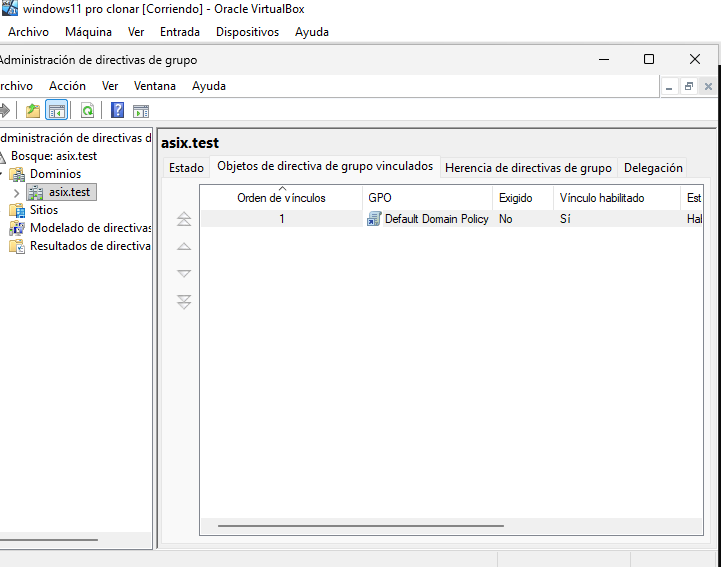 windows11 pro clonar [Corriendo] - Oracle VirtualBox
Archivo Máquina Ver Entrada Dispositivos Ayuda
Administración de directivas de grupo
rchivo Acción Ver Ventana Ayuda
dministración de directivas d
Bosque: asix.test
Dominios
asix.test
Sitios
Modelado de directivas
Resultados de directiva
asix.test
Estado Objetos de directiva de grupo vinculados Herencia de directivas de grupo Delegación
Orden de vínculos GPO Exigido Vínculo habilitado Est
1 Default Domain Policy No Sí Hal